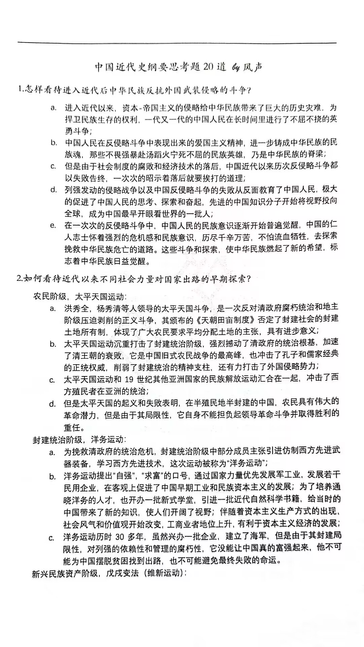 中国近代史纲要思考题 20 道 by 风声
1.怎样看待进入近代后中华民族反抗外国武装侵略的斗争?
a. 进入近代以来，资本-帝国主义的侵略给中华民族带来了巨大的历史灾难，为
捍卫民族生存的权利，一代又一代的中国人民在长时间里进行了不屈不挠的英
勇斗争；
b. 中国人民在反侵略斗争中表现出来的爱国主义精神，进一步铸成中华民族的民
族魂，那些不畏强暴赴汤蹈火宁死不屈的民族英雄，乃是中华民族的脊梁；
c. 但是由于社会制度的腐败和经济技术的落后，中国近代以来历次反侵略斗争都
以失败告终，一次次的昭示着落后就要挨打的道理；
d. 列强发动的侵略战争以及中国反侵略斗争的失败从反面教育了中国人民，极大
的促进了中国人民的思考、探索和奋起，先进的中国知识分子开始将视野投向
全球，成为中国最早开眼看世界的一批人；
e. 在一次次的反侵略斗争中，中国人民的民族意识逐渐开始普遍觉醒，中国的仁
人志士怀着强烈的危机感和民族意识，历尽千辛万苦，不怕流血牺牲，去探索
挽救中华民族危亡的道路。这些斗争和探索，使中华民族燃起了新的希望，标
志着中华民族日益觉醒。
2.如何看待近代以来不同社会力量对国家出路的早期探索?
农民阶级，太平天国运动：
a. 洪秀全，杨秀清等人领导的太平天国斗争，是一次反对清政府腐朽统治和地主
阶级压迫剥削的正义斗争，其颁布的《天朝田亩制度》否定了封建社会的封建
土地所有制，体现了广大农民要求平均分配土地的主张，具有进步意义；
b. 太平天国运动沉重打击了封建统治阶级，强烈撼动了清政府的统治根基，加速
了清王朝的衰败，它是中国旧式农民战争的最高峰，也冲击了孔子和儒家经典
的正统权威，削弱了封建统治的精神支柱，还有力打击了外国侵略势力；
c. 太平天国运动和 19 世纪其他亚洲国家的民族解放运动汇合在一起，冲击了西方
殖民者在亚洲的统治；
d. 但是太平天国的起义和失败表明，在半殖民地半封建的中国，农民具有伟大的
革命潜力，但是由于其局限性，它自身不能担负起领导革命斗争并取得胜利的
重任。
封建统治阶级，洋务运动：
a. 为挽救清政府的统治危机，封建统治阶级中部分成员主张引进仿制西方先进武
器装备，学习西方先进技术，这次运动被称为“洋务运动”；
b. 洋务运动提出“自强”，“求富”的口号，通过国家力量优先发展军工业，发展若干
民用企业，在客观上促进了中国早期工业和民族资本主义的发展；为了培养通
晓洋务的人才，也开办一批新式学堂，引进一批近代自然科学书籍，给当时的
中国带来了新的知识，使人们开阔了视野；伴随着资本主义生产方式的出现，
社会风气和价值观开始改变，工商业者地位上升，有利于资本主义经济的发展；
c. 洋务运动历时 30 多年，虽然兴办一批企业，建立了海军，但是由于其封建局
限性，对列强的依赖性和管理的腐朽性，它没能让中国真的富强起来，他不可
能为中国摆脱贫困找到出路，也不可能避免最终失败的命运。
新兴民族资产阶级，戊戌变法（维新运动）：